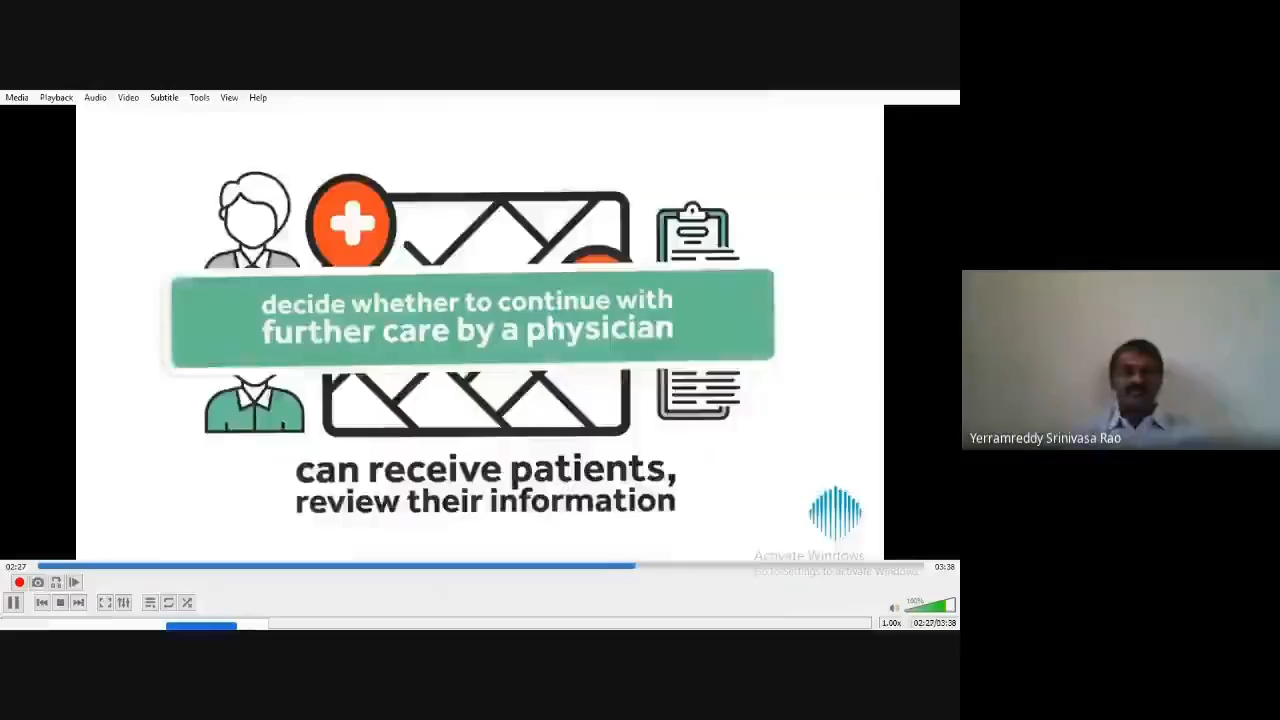 Media Playback Audio Video Subtitle Tools View Help
decide whether to continue with
further care by a physician
can receive patients,
review their information
Yerramreddy Srinivasa Rao
Activate Windows
Go to Settings to activate Windows.
02:27
03:38
100%
1.00x 02:27/03:38